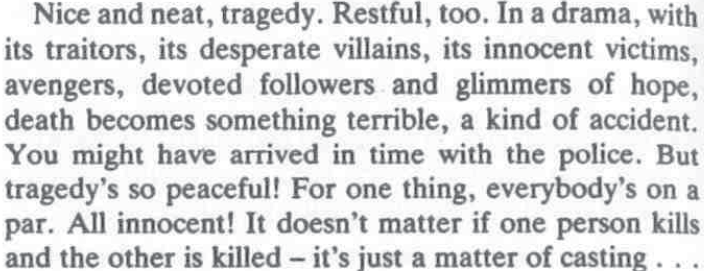 Nice and neat, tragedy. Restful, too. In a drama, with
its traitors, its desperate villains, its innocent victims,
avengers, devoted followers and glimmers of hope,
death becomes something terrible, a kind of accident.
You might have arrived in time with the police. But
tragedy's so peaceful! For one thing, everybody's on a
par. All innocent! It doesn't matter if one person kills
and the other is killed – it's just a matter of casting . . .